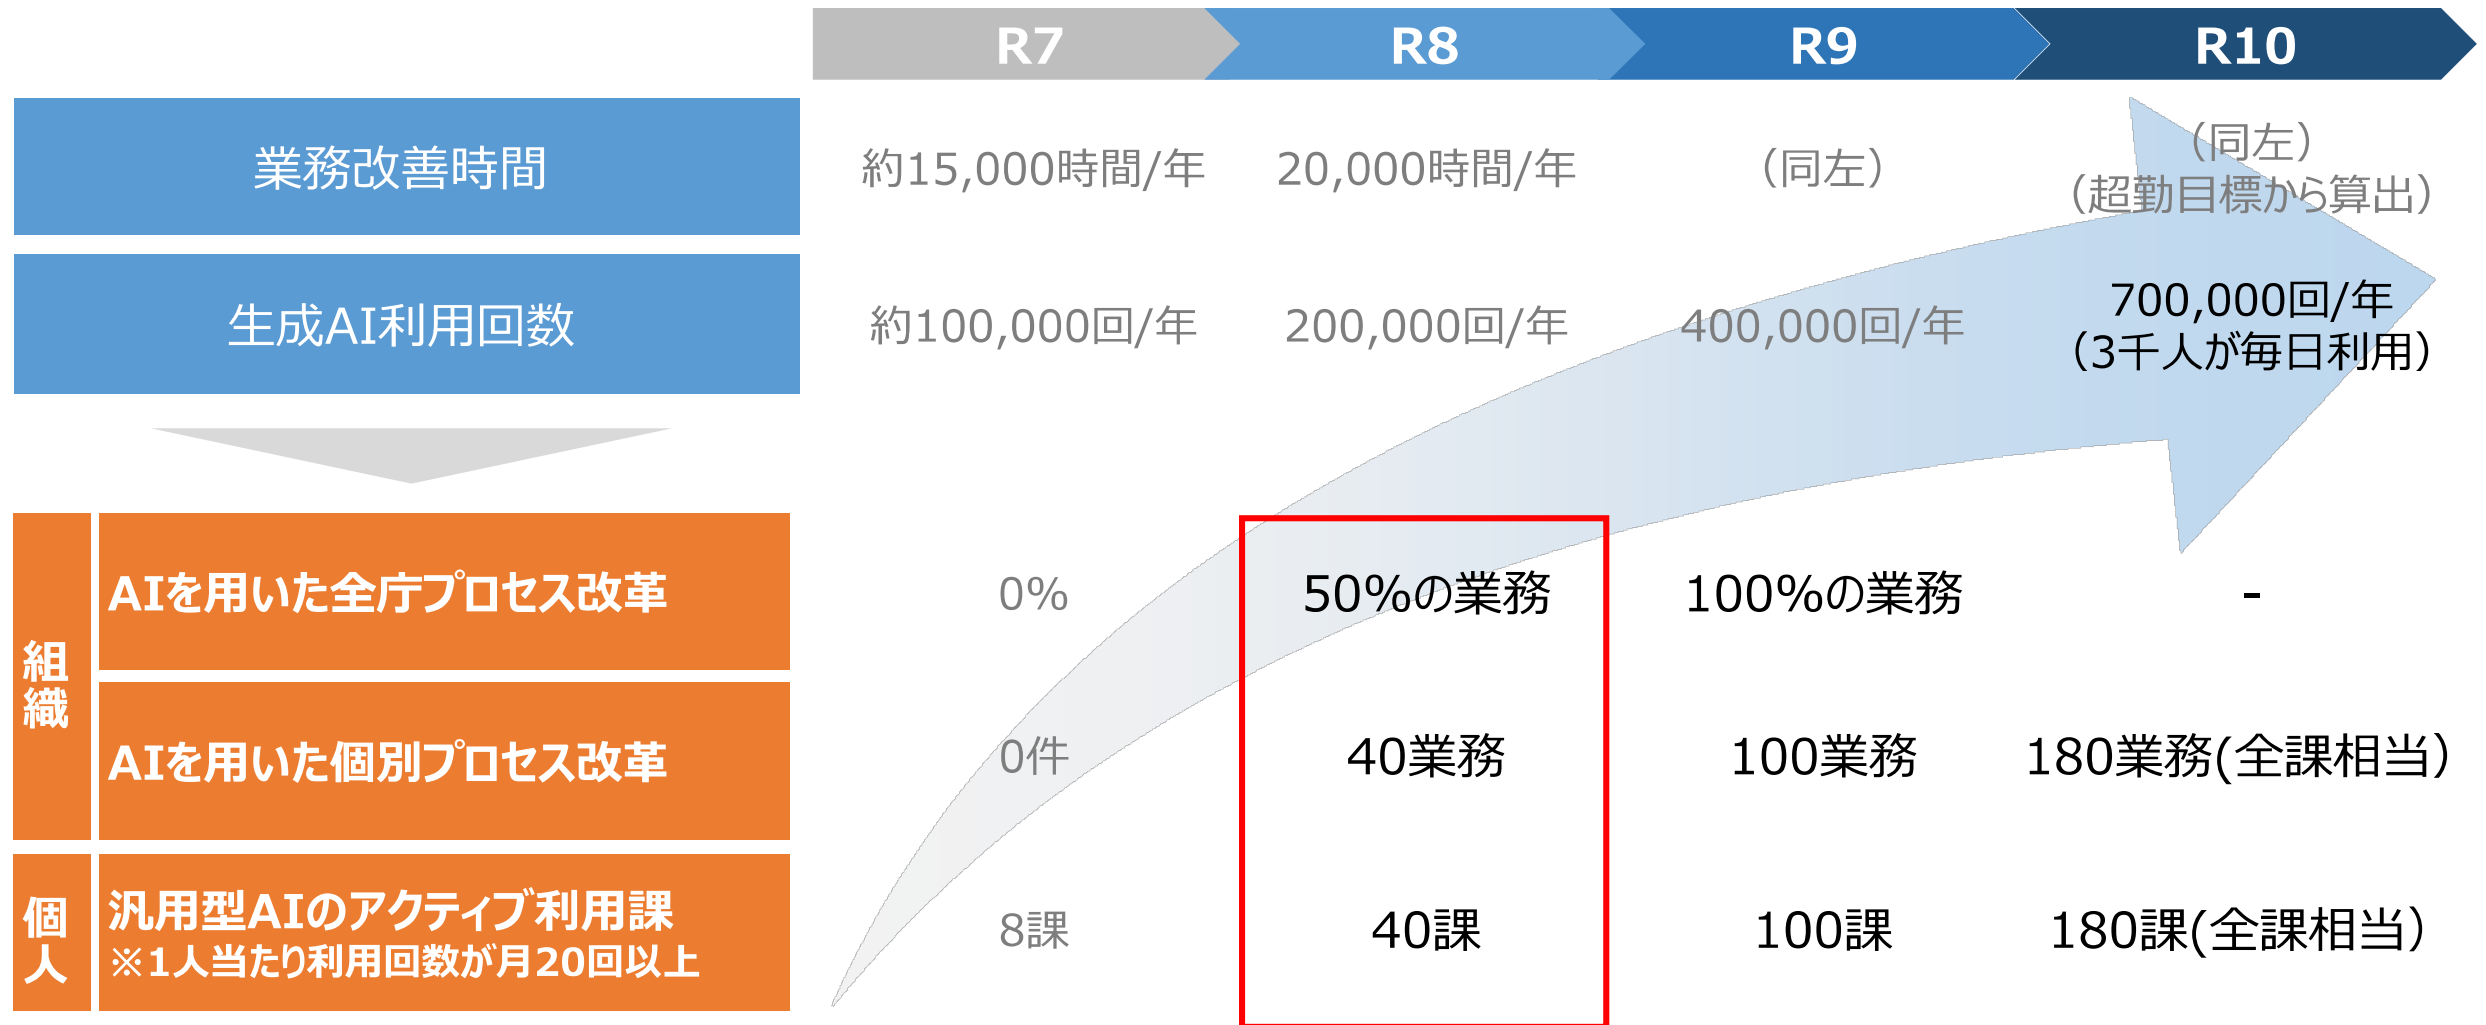 R7 R8 R9 R10
業務改善時間 約15,000時間/年 20,000時間/年 （同左） （同左）
（超勤目標から算出）
生成AI利用回数 約100,000回/年 200,000回/年 400,000回/年 700,000回/年
（3千人が毎日利用）
組織
AIを用いた全庁プロセス改革 0% 50%の業務 100%の業務 -
AIを用いた個別プロセス改革 0件 40業務 100業務 180業務(全課相当）
個人
汎用型AIのアクティブ利用課 8課 40課 100課 180課(全課相当）
※1人当たり利用回数が月20回以上